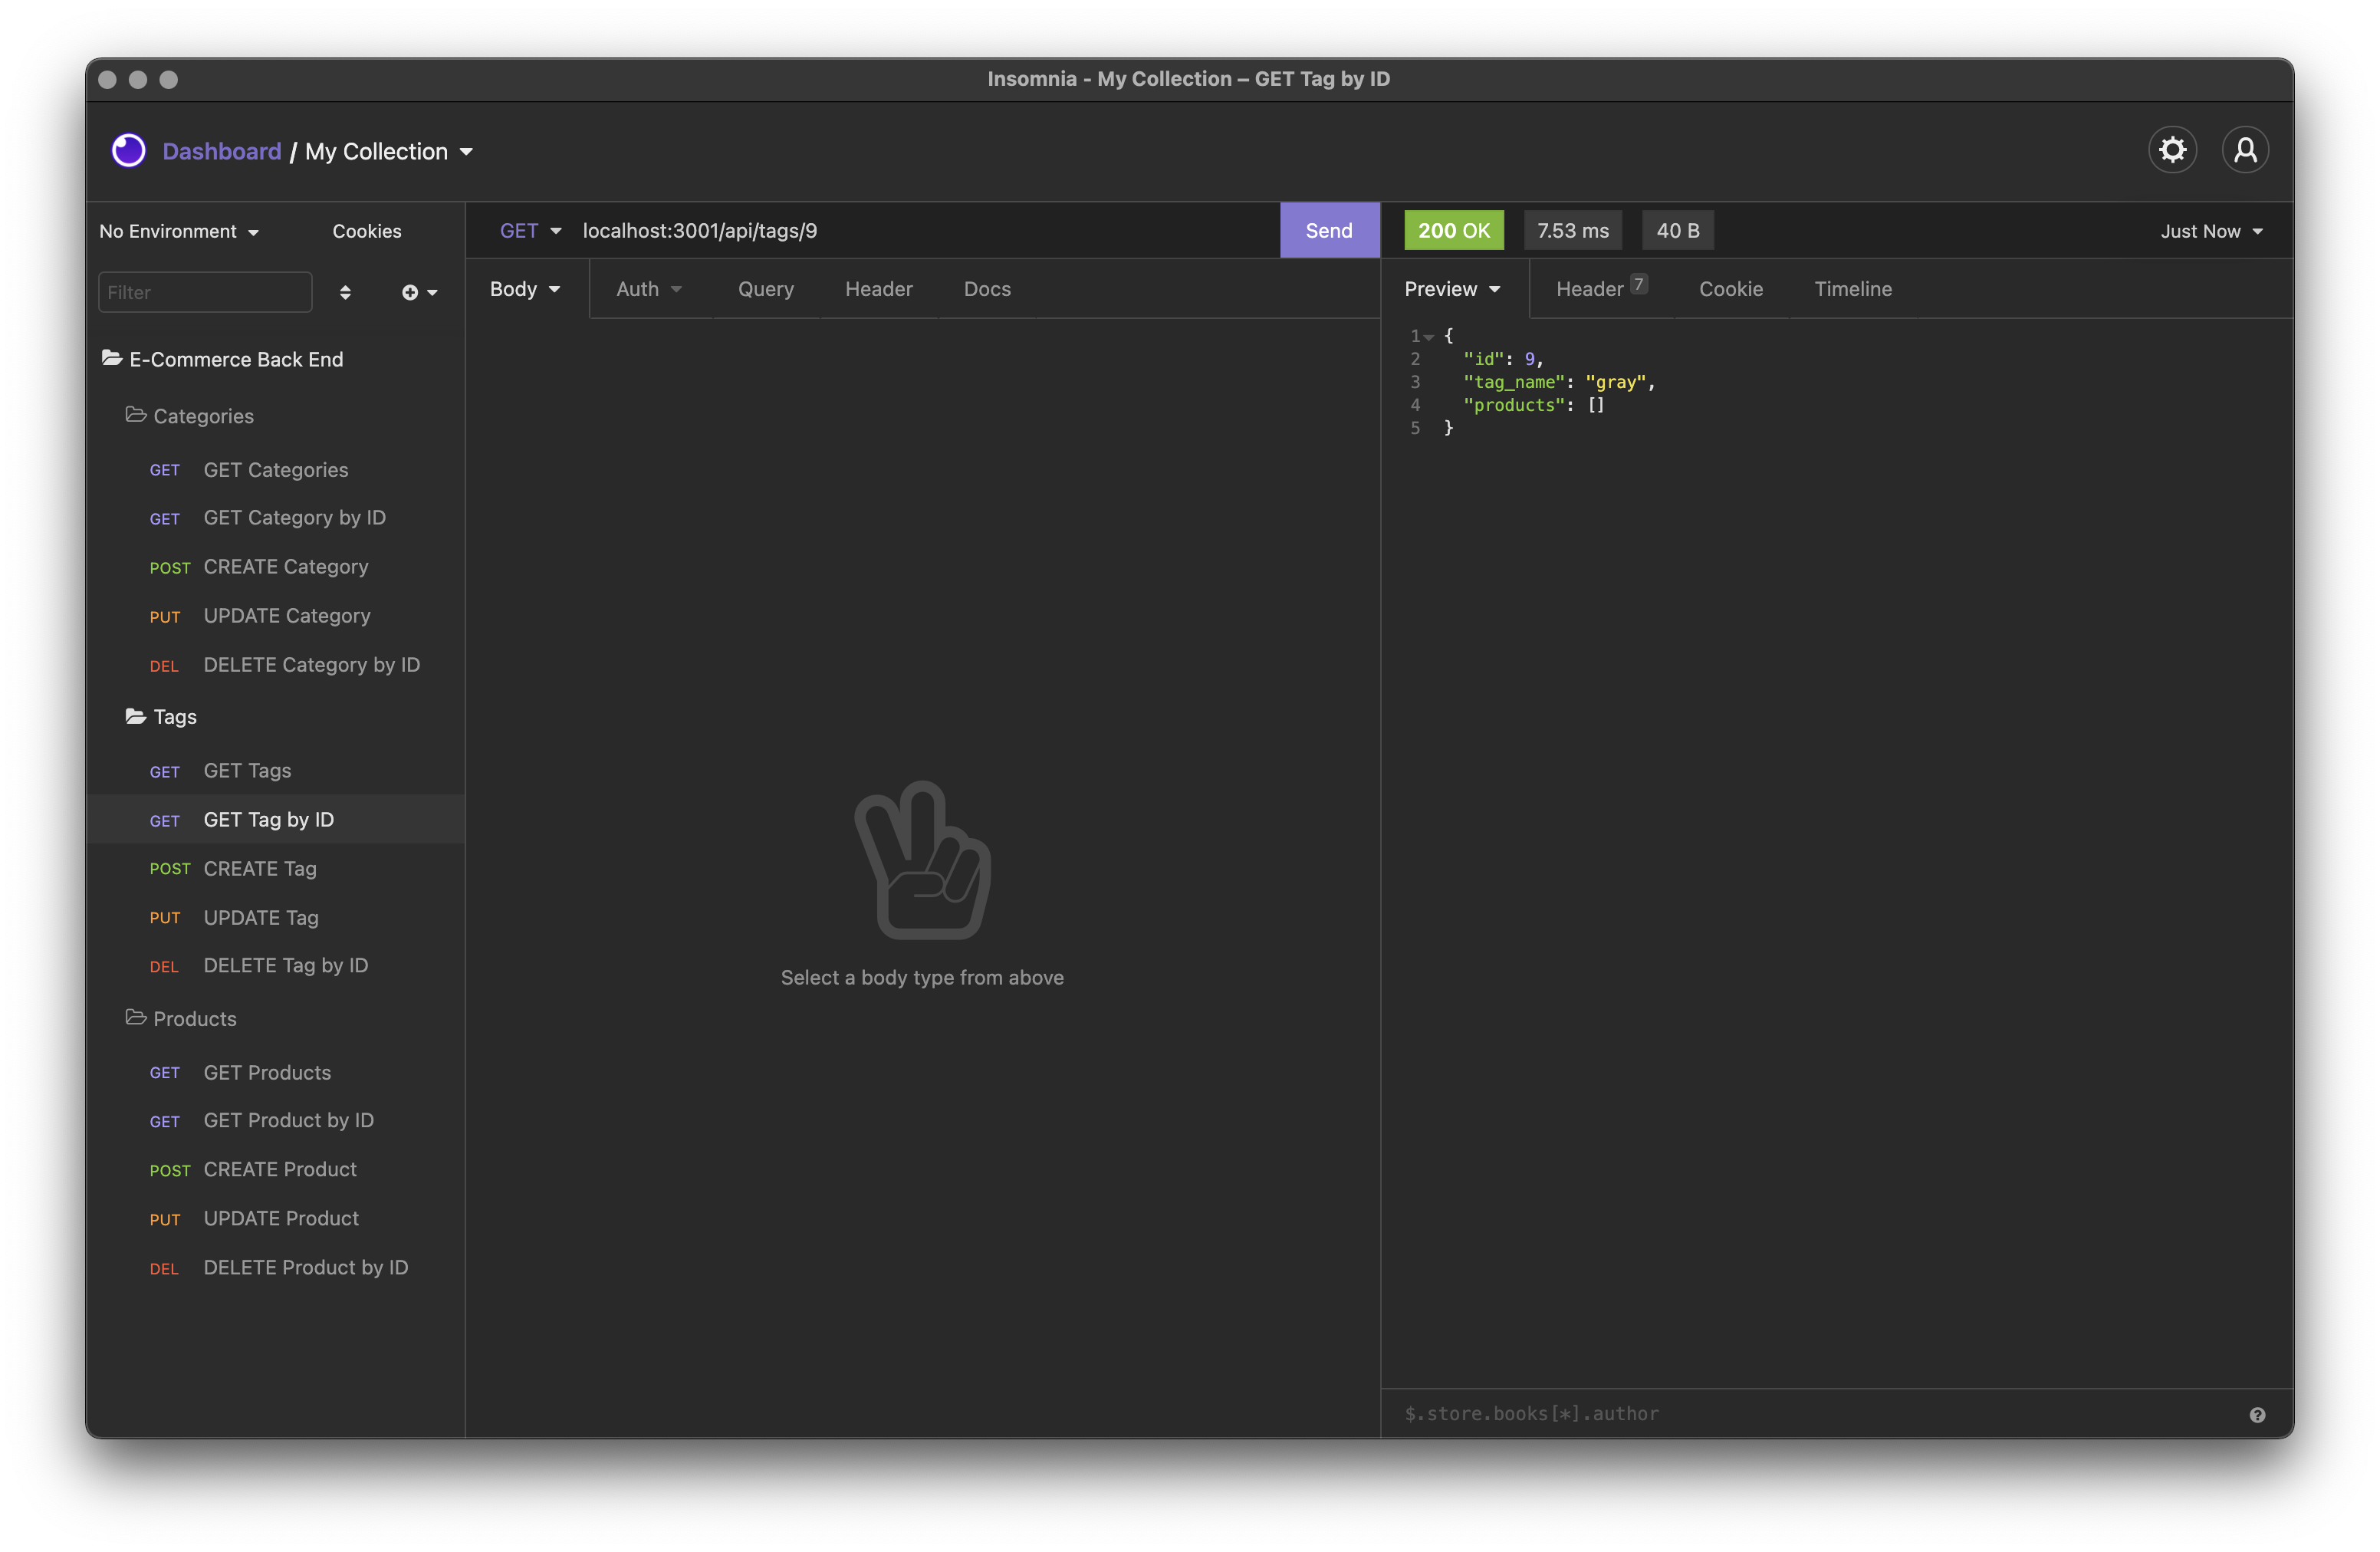 Insomnia - My Collection – GET Tag by ID
Dashboard / My Collection
No Environment
Cookies
Filter
E-Commerce Back End
Categories
GET GET Categories
GET GET Category by ID
POST CREATE Category
PUT UPDATE Category
DEL DELETE Category by ID
Tags
GET GET Tags
GET GET Tag by ID
POST CREATE Tag
PUT UPDATE Tag
DEL DELETE Tag by ID
Products
GET GET Products
GET GET Product by ID
POST CREATE Product
PUT UPDATE Product
DEL DELETE Product by ID
GET localhost:3001/api/tags/9 Send
Body Auth Query Header Docs
Select a body type from above
200 OK 7.53 ms 40 B Just Now
Preview Header 7 Cookie Timeline
1 {
2 "id": 9,
3 "tag_name": "gray",
4 "products": []
5 }
$.store.books[*].author